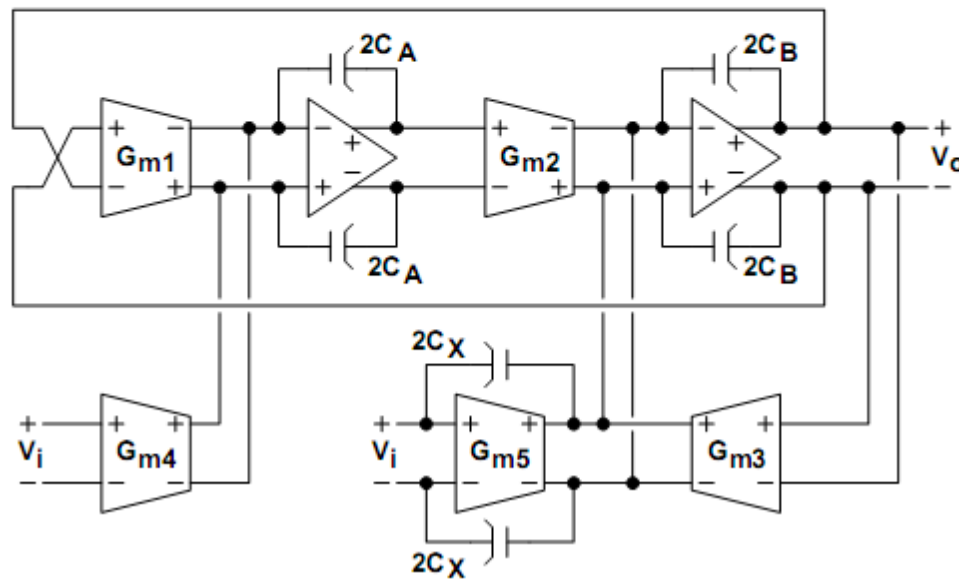 2CA 2CB
+ − − + + − − + +
Gm1 Gm2 Vo
− + + − − + + − −
2CA 2CB
2CX
+ + + + + + +
Vi Gm4 Vi Gm5 Gm3
− − − − − − −
2CX